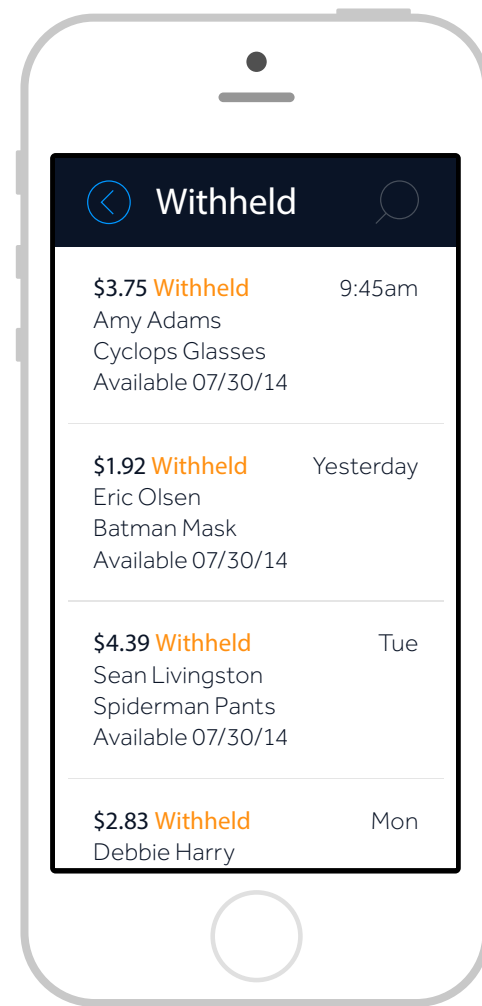 Withheld
$3.75 Withheld 9:45am
Amy Adams
Cyclops Glasses
Available 07/30/14
$1.92 Withheld Yesterday
Eric Olsen
Batman Mask
Available 07/30/14
$4.39 Withheld Tue
Sean Livingston
Spiderman Pants
Available 07/30/14
$2.83 Withheld Mon
Debbie Harry